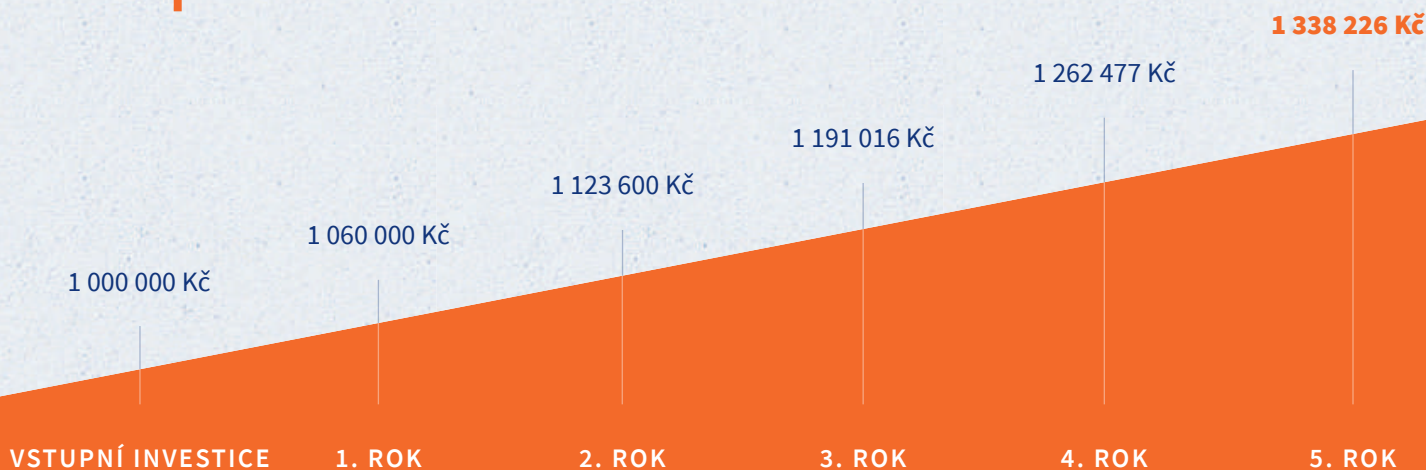 1 338 226 Kč
1 262 477 Kč
1 191 016 Kč
1 123 600 Kč
1 060 000 Kč
1 000 000 Kč
VSTUPNÍ INVESTICE 1. ROK 2. ROK 3. ROK 4. ROK 5. ROK